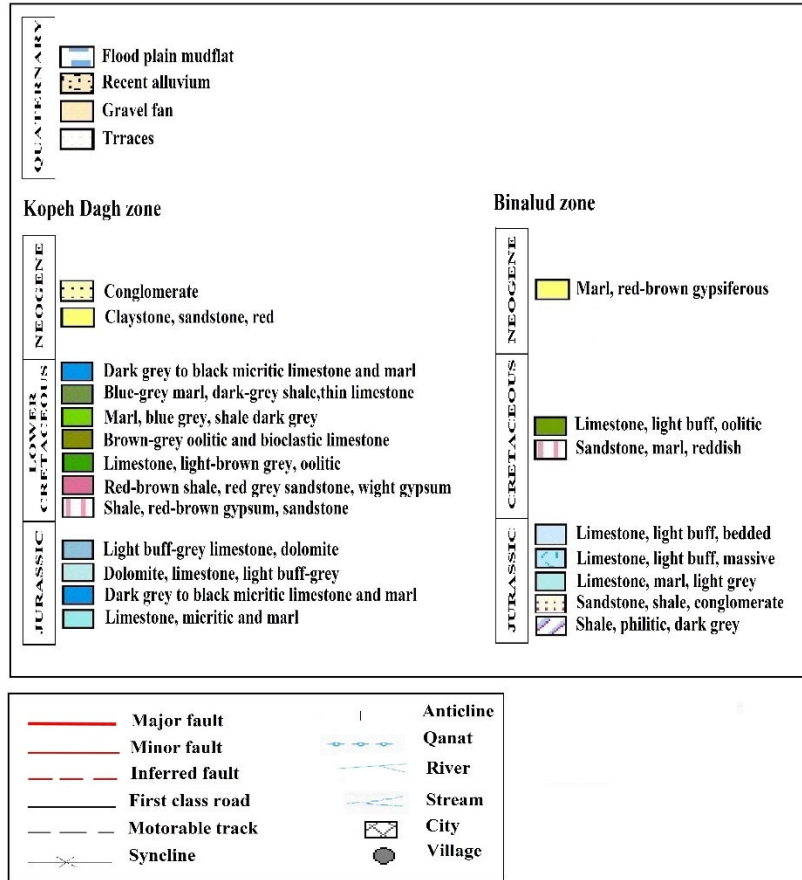 QUATERNARY
Flood plain mudflat
Recent alluvium
Gravel fan
Trraces
Kopeh Dagh zone
NEOGENE
Conglomerate
Claystone, sandstone, red
LOWER
CRETACEOUS
Dark grey to black micritic limestone and marl
Blue-grey marl, dark-grey shale,thin limestone
Marl, blue grey, shale dark grey
Brown-grey oolitic and bioclastic limestone
Limestone, light-brown grey, oolitic
Red-brown shale, red grey sandstone, wight gypsum
Shale, red-brown gypsum, sandstone
JURASSIC
Light buff-grey limestone, dolomite
Dolomite, limestone, light buff-grey
Dark grey to black micritic limestone and marl
Limestone, micritic and marl
Binalud zone
NEOGENE
Marl, red-brown gypsiferous
CRETACEOUS
Limestone, light buff, oolitic
Sandstone, marl, reddish
JURASSIC
Limestone, light buff, bedded
Limestone, light buff, massive
Limestone, marl, light grey
Sandstone, shale, conglomerate
Shale, philitic, dark grey
Major fault
Minor fault
Inferred fault
First class road
Motorable track
Syncline
Anticline
Qanat
River
Stream
City
Village